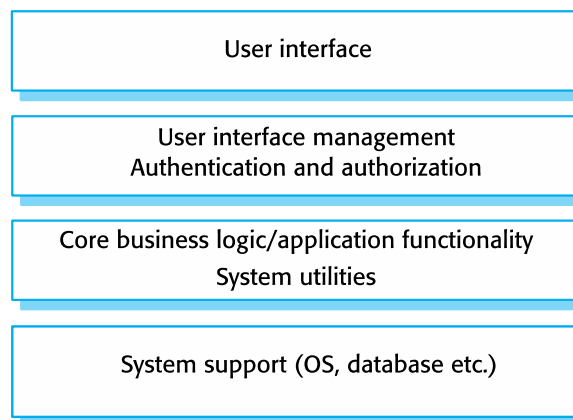 User interface
User interface management
Authentication and authorization
Core business logic/application functionality
System utilities
System support (OS, database etc.)